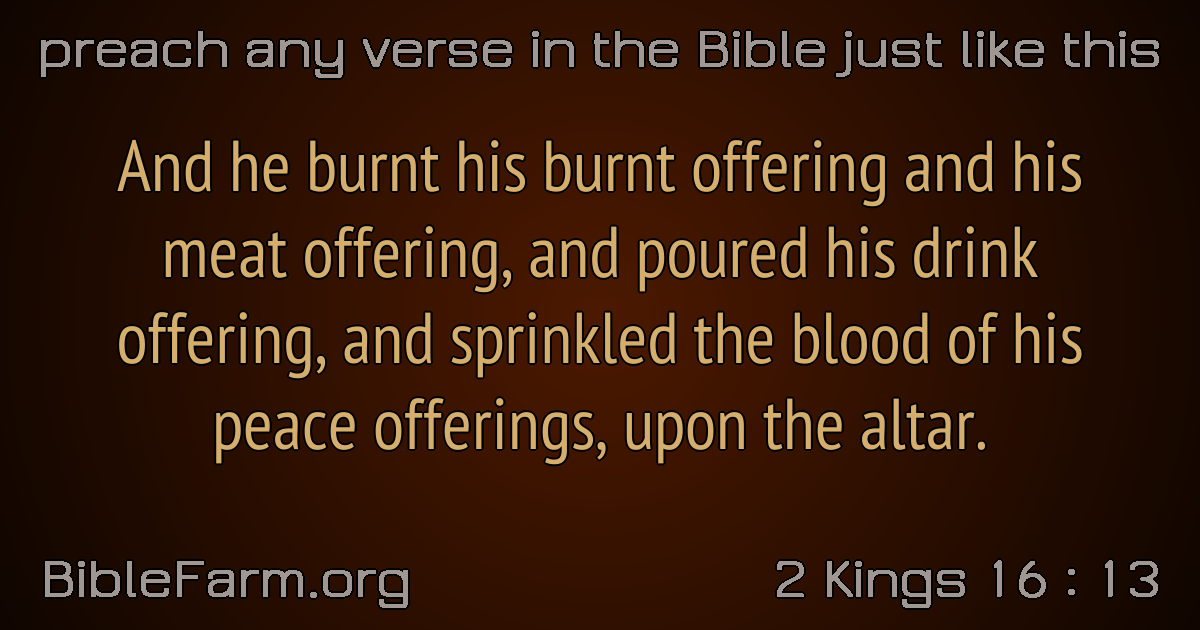 preach any verse in the Bible just like this
And he burnt his burnt offering and his
meat offering, and poured his drink
offering, and sprinkled the blood of his
peace offerings, upon the altar.
BibleFarm.org
2 Kings 16 : 13